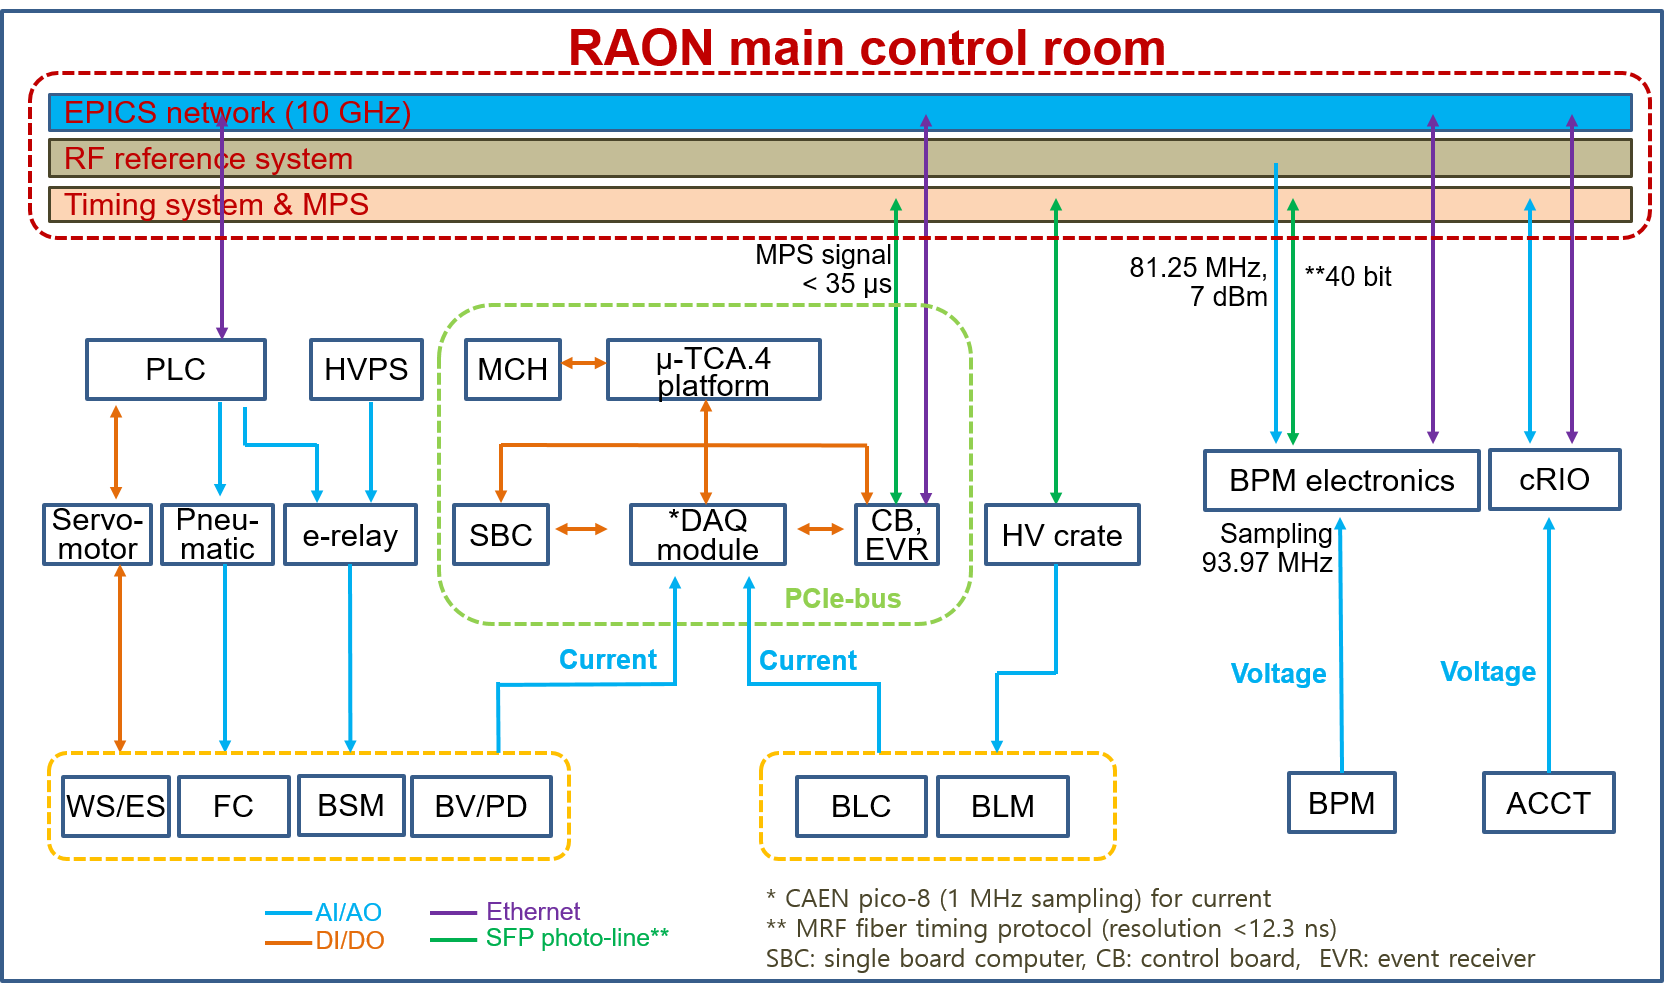 RAON main control room
EPICS network (10 GHz)
RF reference system
Timing system & MPS
MPS signal
< 35 µs
81.25 MHz,
7 dBm
**40 bit
PLC
HVPS
MCH
µ-TCA.4
platform
BPM electronics
cRIO
Servo-
motor
Pneu-
matic
e-relay
SBC
*DAQ
module
CB,
EVR
HV crate
Sampling
93.97 MHz
PCIe-bus
Current
Current
Voltage
Voltage
WS/ES
FC
BSM
BV/PD
BLC
BLM
BPM
ACCT
AI/AO
DI/DO
Ethernet
SFP photo-line**
* CAEN pico-8 (1 MHz sampling) for current
** MRF fiber timing protocol (resolution <12.3 ns)
SBC: single board computer, CB: control board, EVR: event receiver